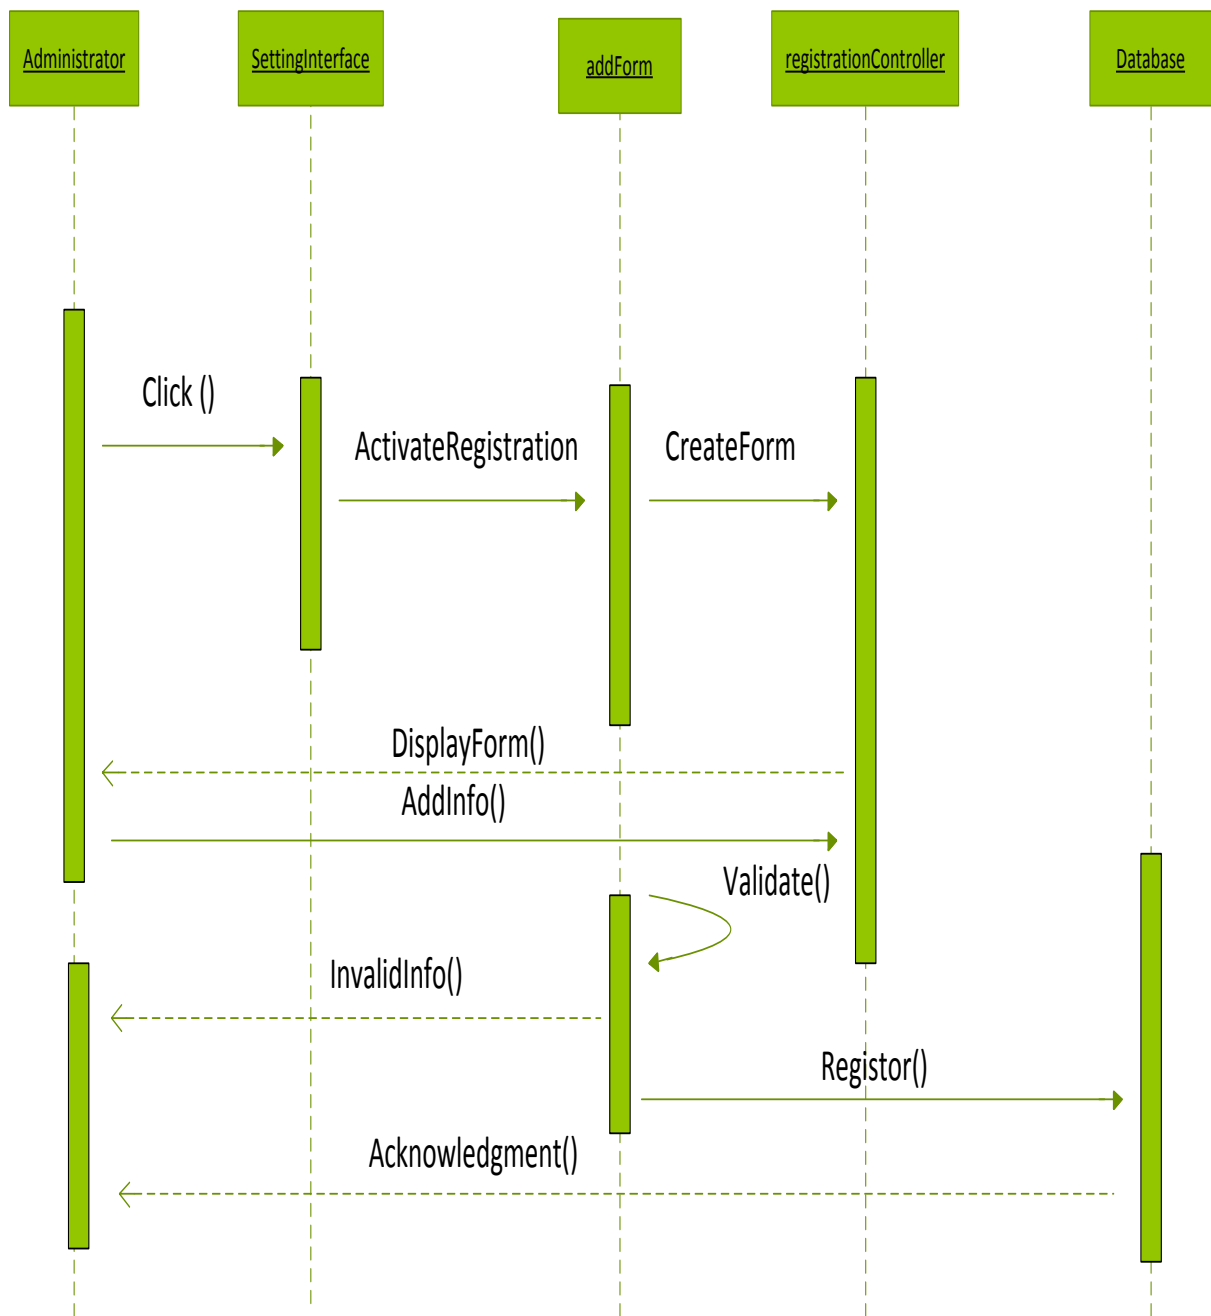 Administrator
SettingInterface
addForm
registrationController
Database
Click ()
ActivateRegistration
CreateForm
DisplayForm()
AddInfo()
Validate()
InvalidInfo()
Registor()
Acknowledgment()